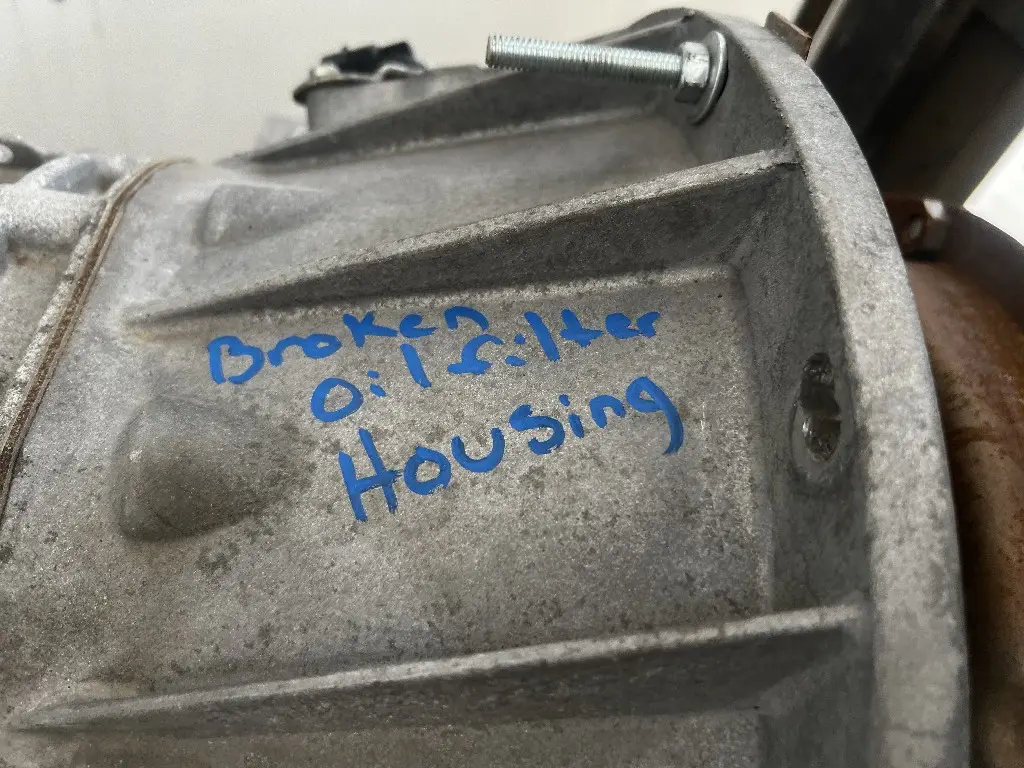 Broken
Oil filter
Housing